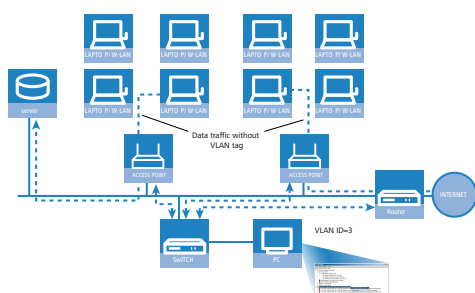 LAPTO P/ W-LAN
LAPTO P/ W-LAN
LAPTO P/ W-LAN
LAPTO P/ W-LAN
server
LAPTO P/ W-LAN
LAPTO P/ W-LAN
LAPTO P/ W-LAN
LAPTO P/ W-LAN
Data traffic without
VLAN tag
ACCESS POINT
ACCESS POINT
INTERNET
Router
VLAN ID=3
SwITCH
PC